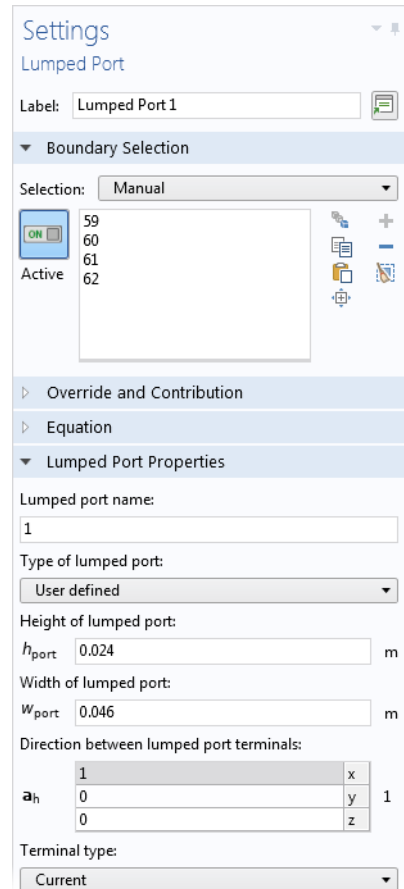 Settings
Lumped Port
Label: Lumped Port 1
Boundary Selection
Selection: Manual
59
60
61
62
ON
Active
Override and Contribution
Equation
Lumped Port Properties
Lumped port name:
1
Type of lumped port:
User defined
Height of lumped port:
hport 0.024 m
Width of lumped port:
wport 0.046 m
Direction between lumped port terminals:
1 x
ah 0 y 1
0 z
Terminal type:
Current